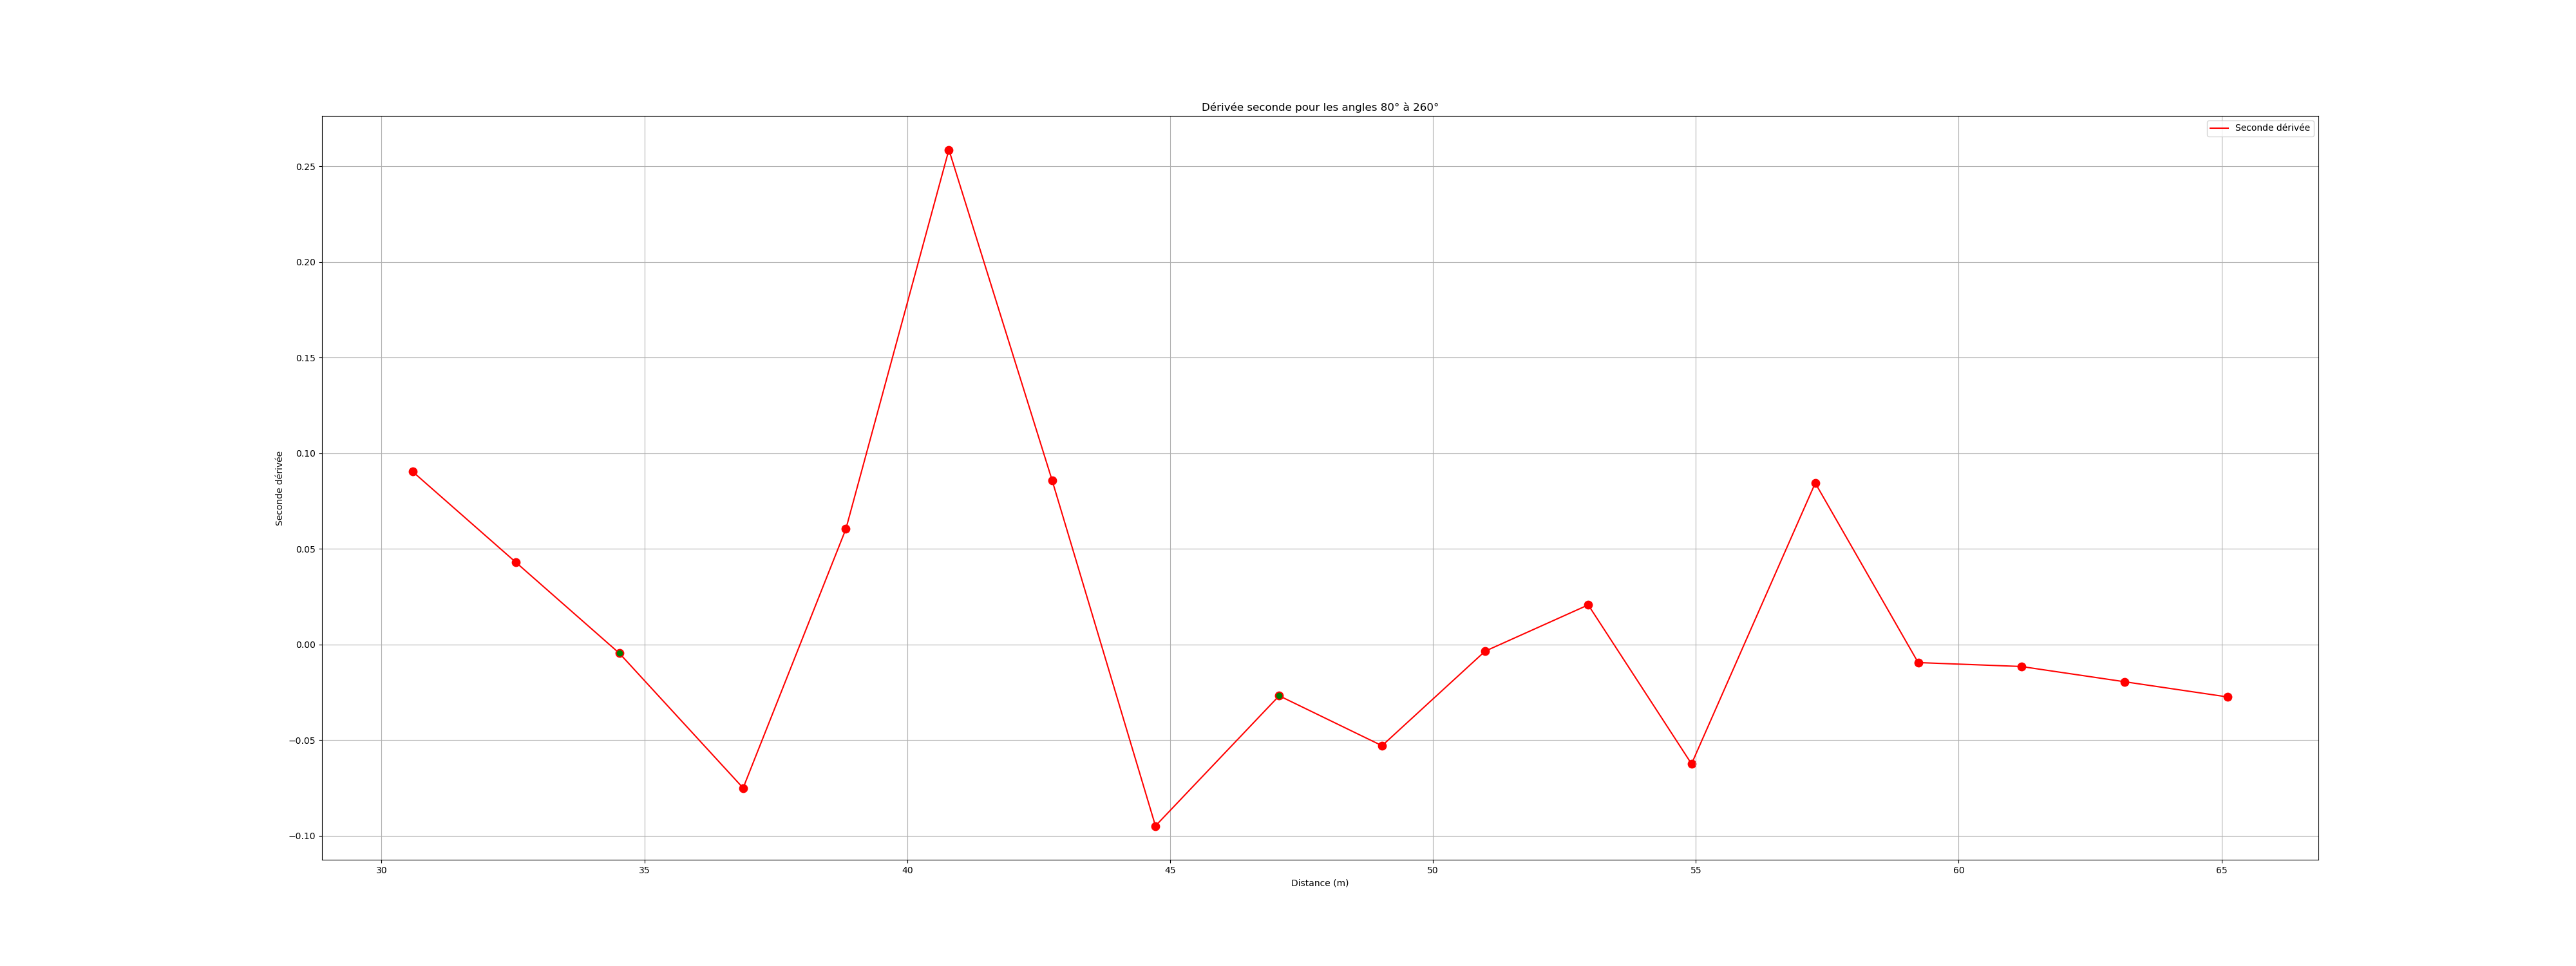 Dérivée seconde pour les angles 80° à 260°
Seconde dérivée
0.25
0.20
0.15
0.10
0.05
0.00
−0.05
−0.10
Seconde dérivée
30 35 40 45 50 55 60 65
Distance (m)